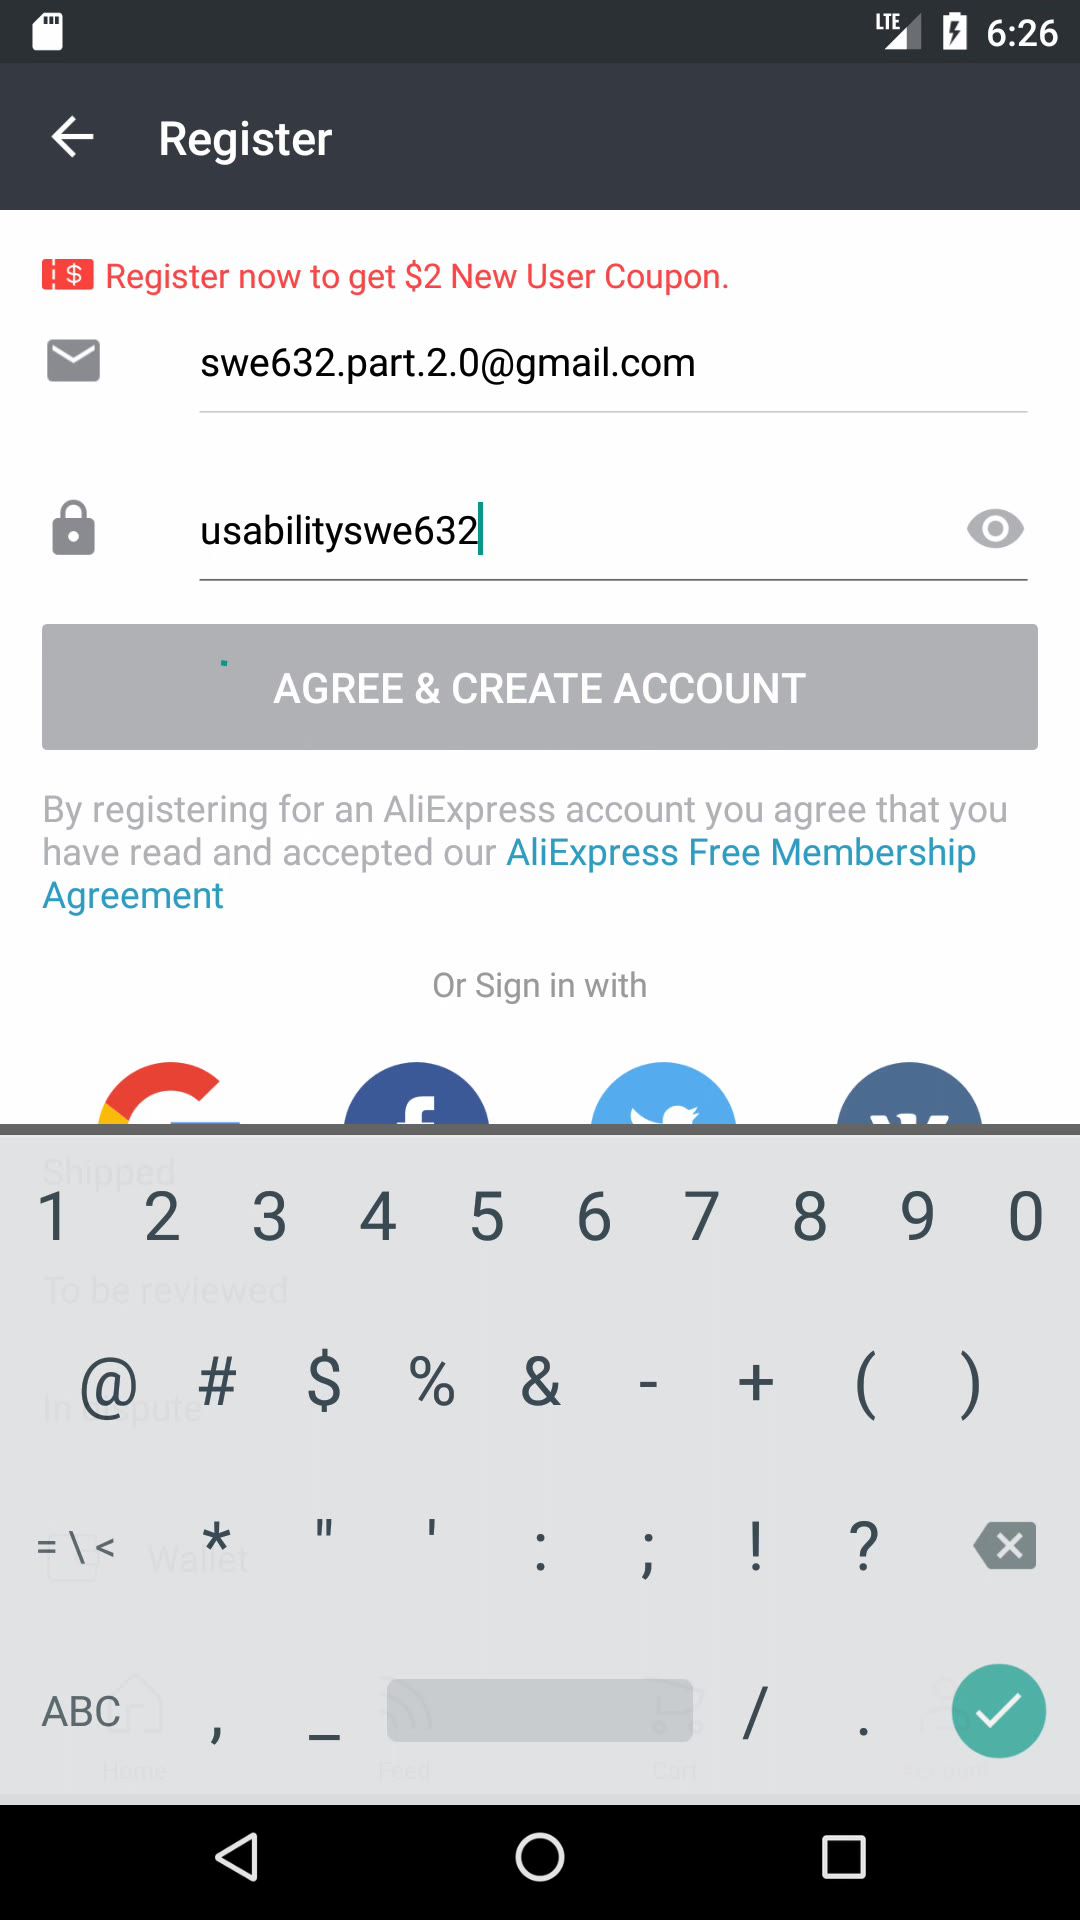 LTE 6:26
Register
$ Register now to get $2 New User Coupon.
swe632.part.2.0@gmail.com
usabilityswe632
AGREE & CREATE ACCOUNT
By registering for an AliExpress account you agree that you
have read and accepted our AliExpress Free Membership
Agreement
Or Sign in with
Shipped
1 2 3 4 5 6 7 8 9 0
To be reviewed
@ # $ % & - + ( )
In dispute
= \ < * " ' : ; ! ?
Wallet
ABC , _ / .
Home Feed Cart Account